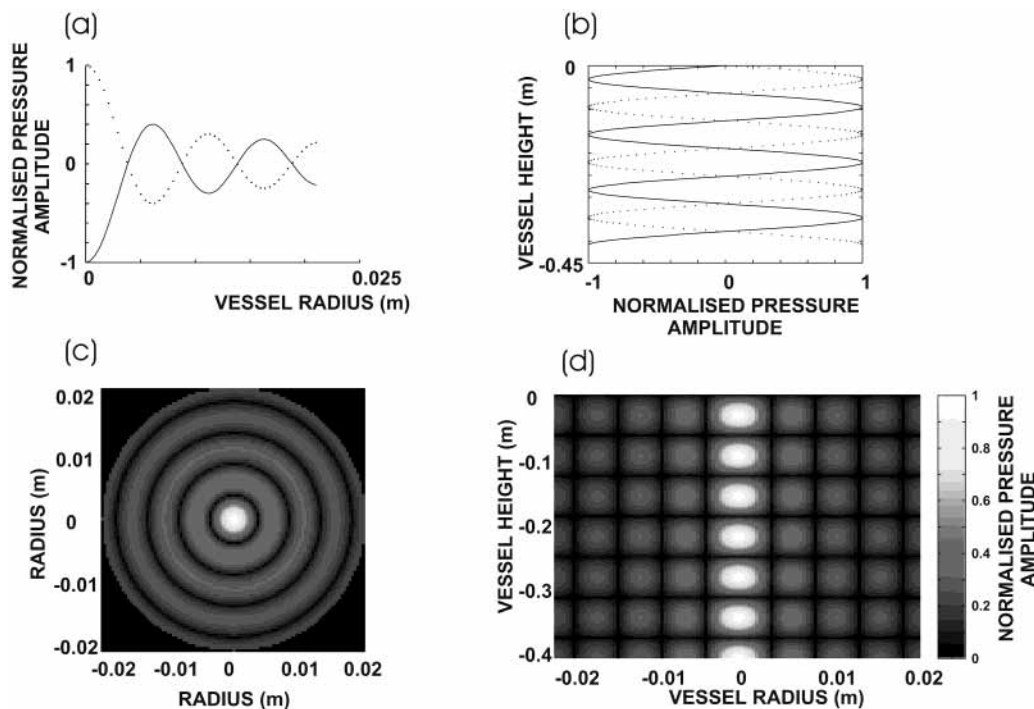 (a)
NORMALISED PRESSURE
AMPLITUDE
1
0
-1
0
0.025
VESSEL RADIUS (m)
(b)
VESSEL HEIGHT (m)
0
-0.45
-1
0
1
NORMALISED PRESSURE
AMPLITUDE
(c)
RADIUS (m)
0.02
0.01
0
-0.01
-0.02
-0.02
-0.01
0
0.01
0.02
RADIUS (m)
(d)
VESSEL HEIGHT (m)
0
-0.1
-0.2
-0.3
-0.4
-0.02
-0.01
0
0.01
0.02
VESSEL RADIUS (m)
1
0.8
0.6
0.4
0.2
0
NORMALISED PRESSURE
AMPLITUDE